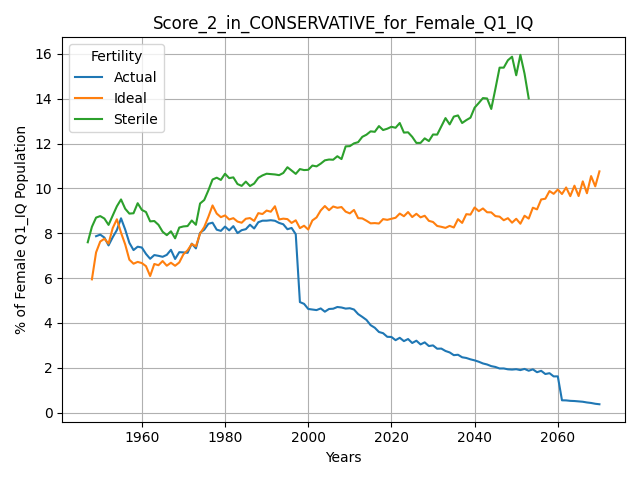 Score_2_in_CONSERVATIVE_for_Female_Q1_IQ
Fertility
Actual
Ideal
Sterile
% of Female Q1_IQ Population
16
14
12
10
8
6
4
2
0
1960 1980 2000 2020 2040 2060
Years